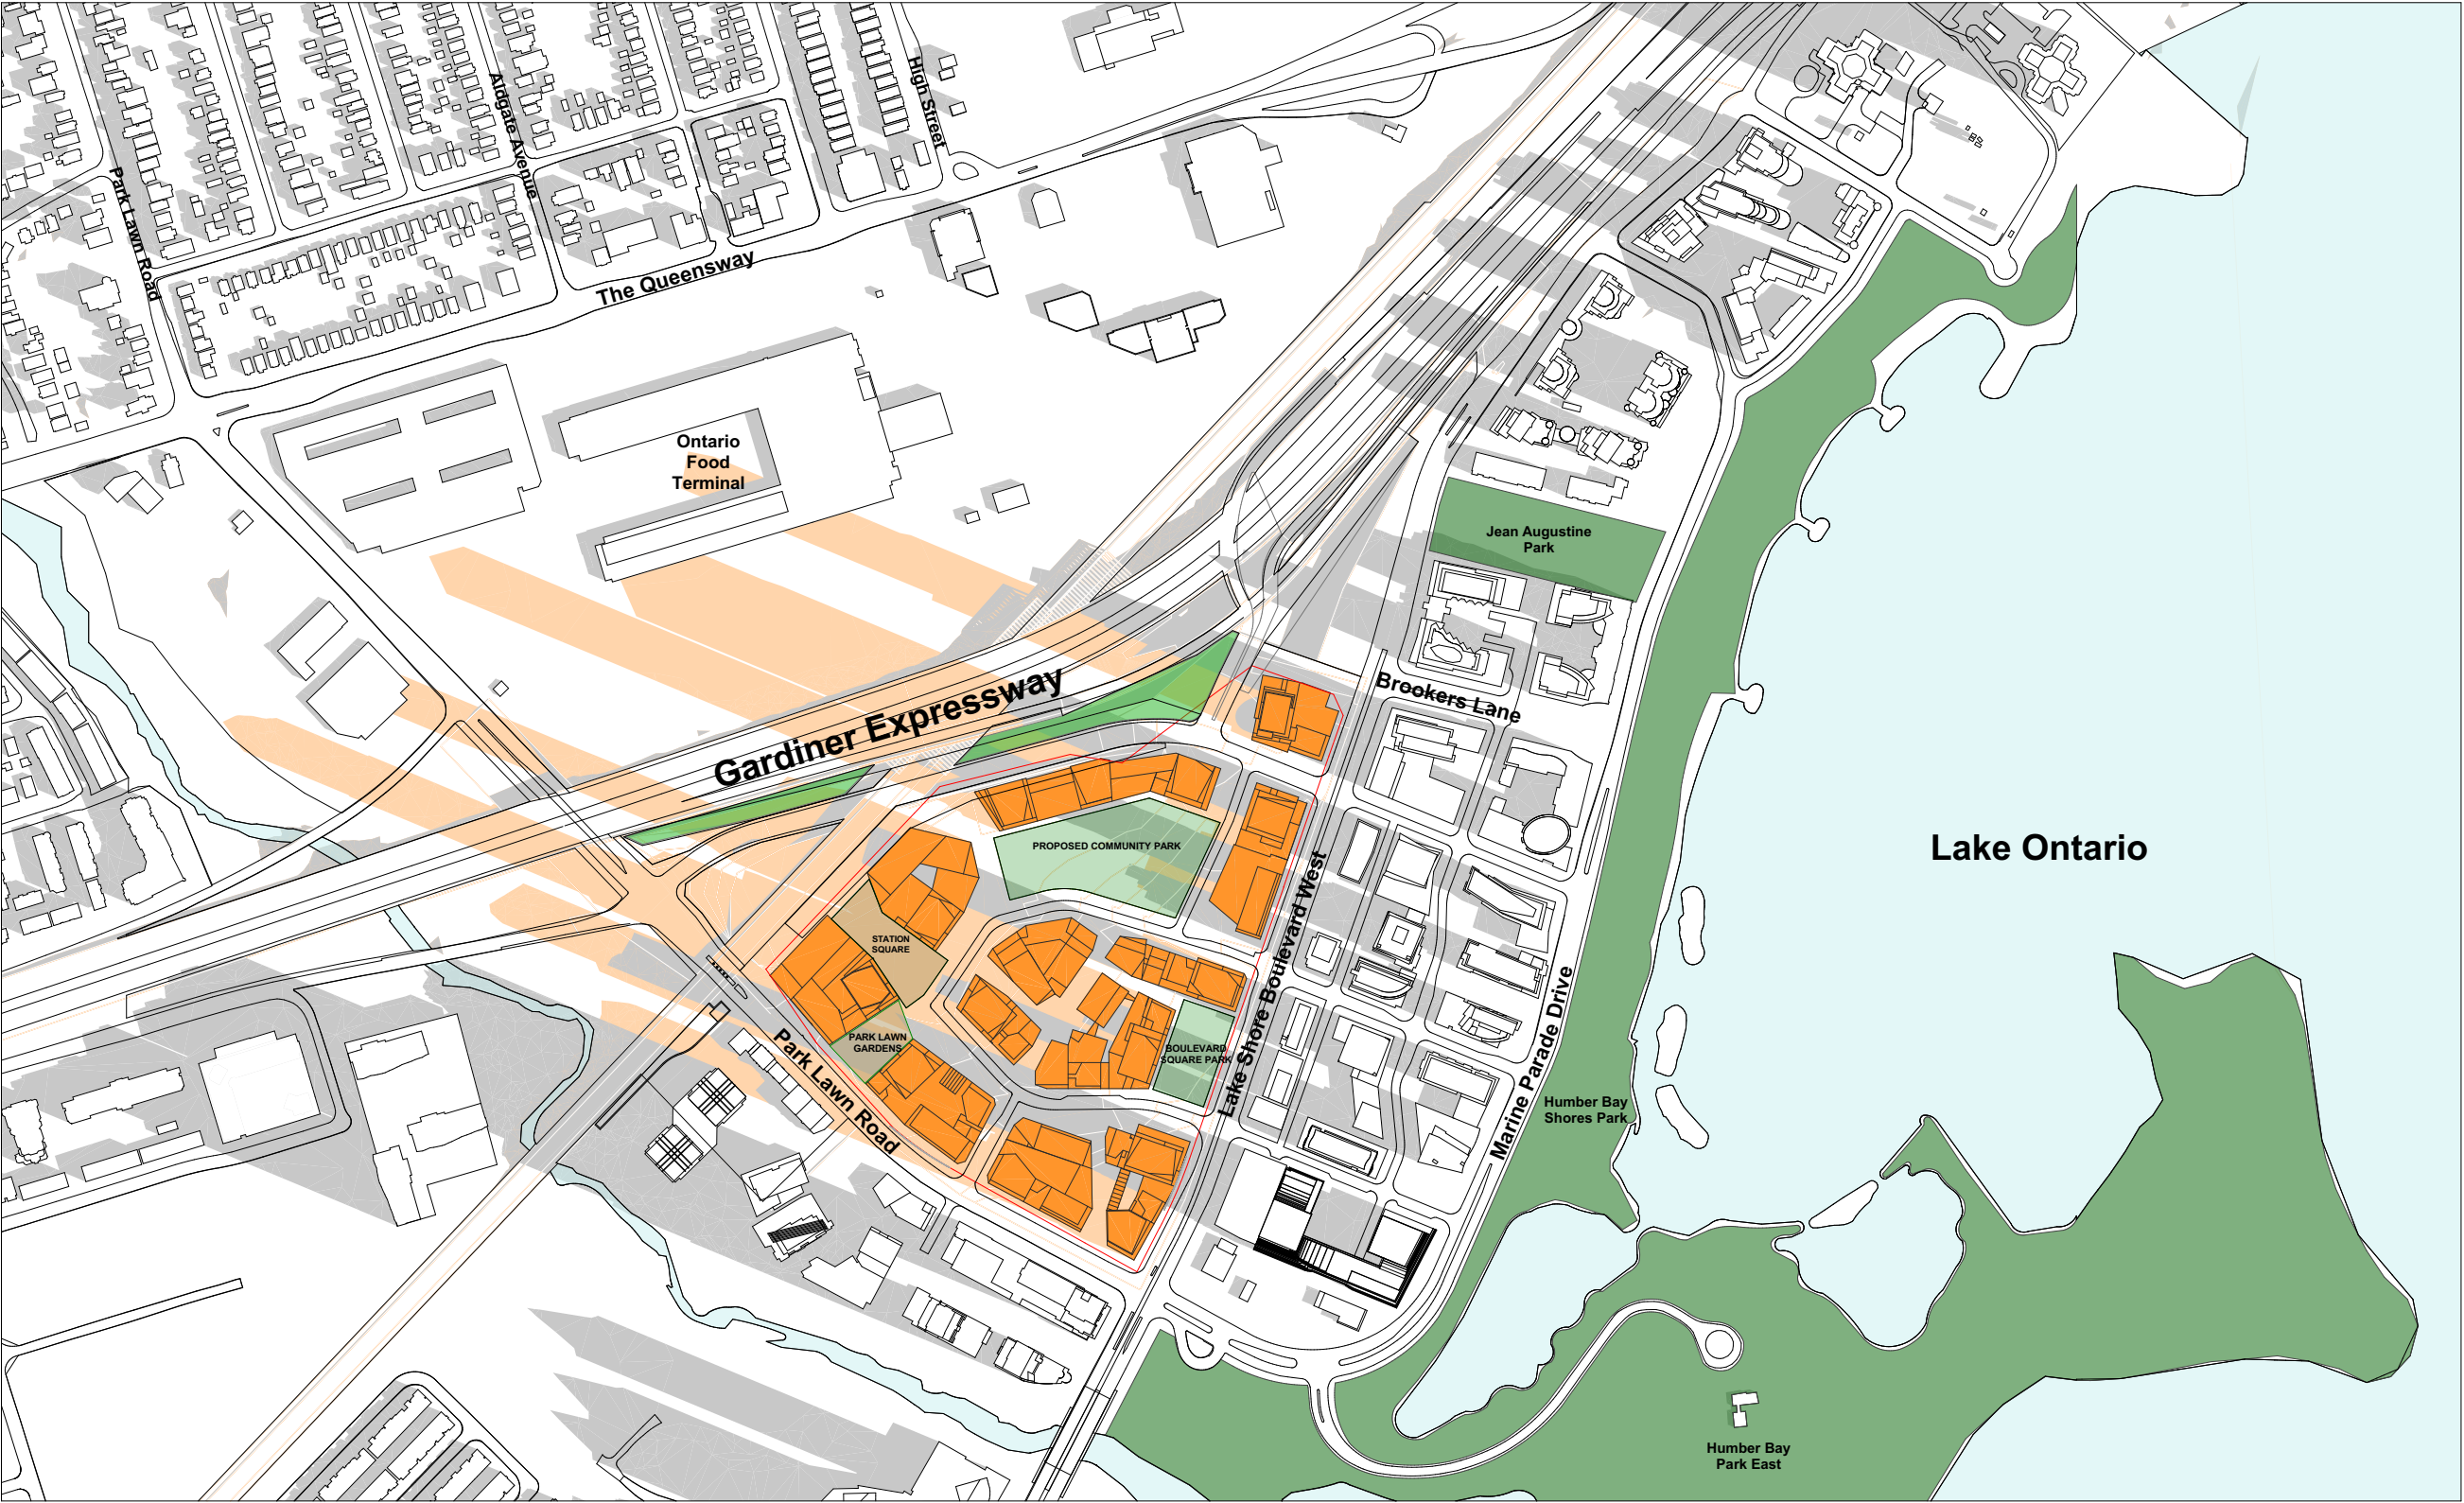 High Street
Aldgate Avenue
Park Lawn Road
The Queensway
Ontario
Food
Terminal
Jean Augustine
Park
Gardiner Expressway
Brookers Lane
PROPOSED COMMUNITY PARK
Lake Ontario
STATION
SQUARE
Lake Shore Boulevard West
PARK LAWN
GARDENS
BOULEVARD
SQUARE PARK
Park Lawn Road
Marine Parade Drive
Humber Bay
Shores Park
Humber Bay
Park East